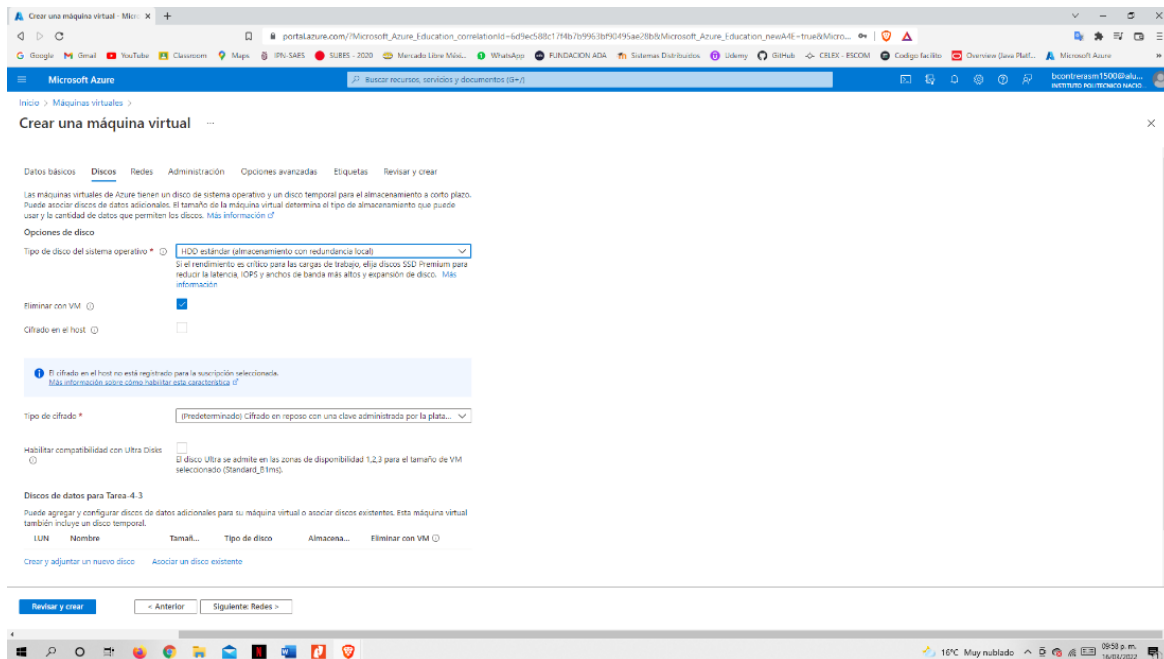 Crear una máquina virtual - Micro
portal.azure.com/?Microsoft_Azure_Education_correlationId=6d9ec588c17f4b7b9963bf90495ae28b&Microsoft_Azure_Education_newA4E=true&Micro...
Google Gmail YouTube Classroom Maps IPN-SAES SUBES - 2020 Mercado Libre Méxi... WhatsApp FUNDACION ADA Sistemas Distribuidos Udemy GitHub CELEX - ESCOM Codigo facilito Overview (Java Platf... Microsoft Azure
Microsoft Azure
Buscar recursos, servicios y documentos (G+/)
bcontrerasm1500@alu...
INSTITUTO POLITECNICO NACIO...
Inicio > Máquinas virtuales >
Crear una máquina virtual ...
Datos básicos Discos Redes Administración Opciones avanzadas Etiquetas Revisar y crear
Las máquinas virtuales de Azure tienen un disco de sistema operativo y un disco temporal para el almacenamiento a corto plazo.
Puede asociar discos de datos adicionales. El tamaño de la máquina virtual determina el tipo de almacenamiento que puede
usar y la cantidad de datos que permiten los discos. Más información
Opciones de disco
Tipo de disco del sistema operativo *
HDD estándar (almacenamiento con redundancia local)
Si el rendimiento es crítico para las cargas de trabajo, elija discos SSD Premium para
reducir la latencia, IOPS y anchos de banda más altos y expansión de disco. Más
información
Eliminar con VM
Cifrado en el host
El cifrado en el host no está registrado para la suscripción seleccionada.
Más información sobre cómo habilitar esta característica
Tipo de cifrado *
(Predeterminado) Cifrado en reposo con una clave administrada por la plata...
Habilitar compatibilidad con Ultra Disks
El disco Ultra se admite en las zonas de disponibilidad 1,2,3 para el tamaño de VM
seleccionado (Standard_B1ms).
Discos de datos para Tarea-4-3
Puede agregar y configurar discos de datos adicionales para su máquina virtual o asociar discos existentes. Esta máquina virtual
también incluye un disco temporal.
LUN Nombre Tamañ... Tipo de disco Almacena... Eliminar con VM
Crear y adjuntar un nuevo disco Asociar un disco existente
Revisar y crear < Anterior Siguiente: Redes >
16°C Muy nublado
09:58 p. m.
16/03/2022